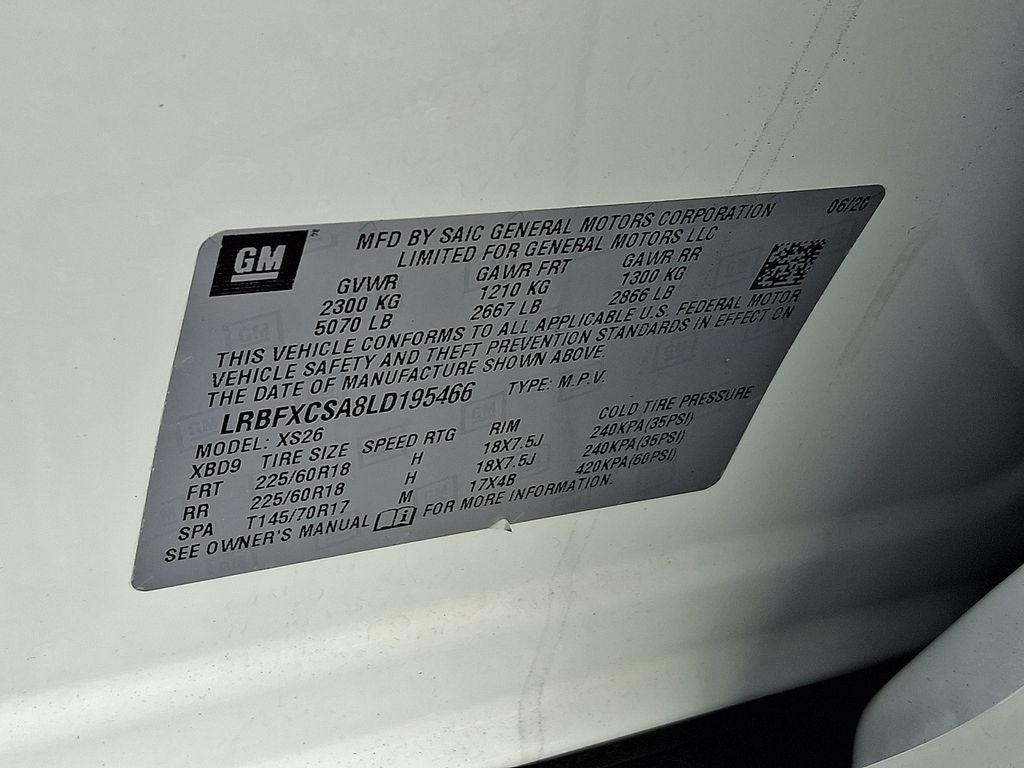 GM
MFD BY SAIC GENERAL MOTORS CORPORATION
LIMITED FOR GENERAL MOTORS LLC
06/20
GVWR GAWR FRT GAWR RR
2300 KG 1210 KG 1300 KG
5070 LB 2667 LB 2866 LB
THIS VEHICLE CONFORMS TO ALL APPLICABLE U.S. FEDERAL MOTOR
VEHICLE SAFETY AND THEFT PREVENTION STANDARDS IN EFFECT ON
THE DATE OF MANUFACTURE SHOWN ABOVE.
LRBFXCSA8LD195466 TYPE: M.P.V.
MODEL: XS26
XBD9 TIRE SIZE SPEED RTG RIM COLD TIRE PRESSURE
FRT 225/60R18 H 18X7.5J 240KPA(35PSI)
RR 225/60R18 H 18X7.5J 240KPA(35PSI)
SPA T145/70R17 M 17X4B 420KPA(60PSI)
SEE OWNER'S MANUAL FOR MORE INFORMATION.